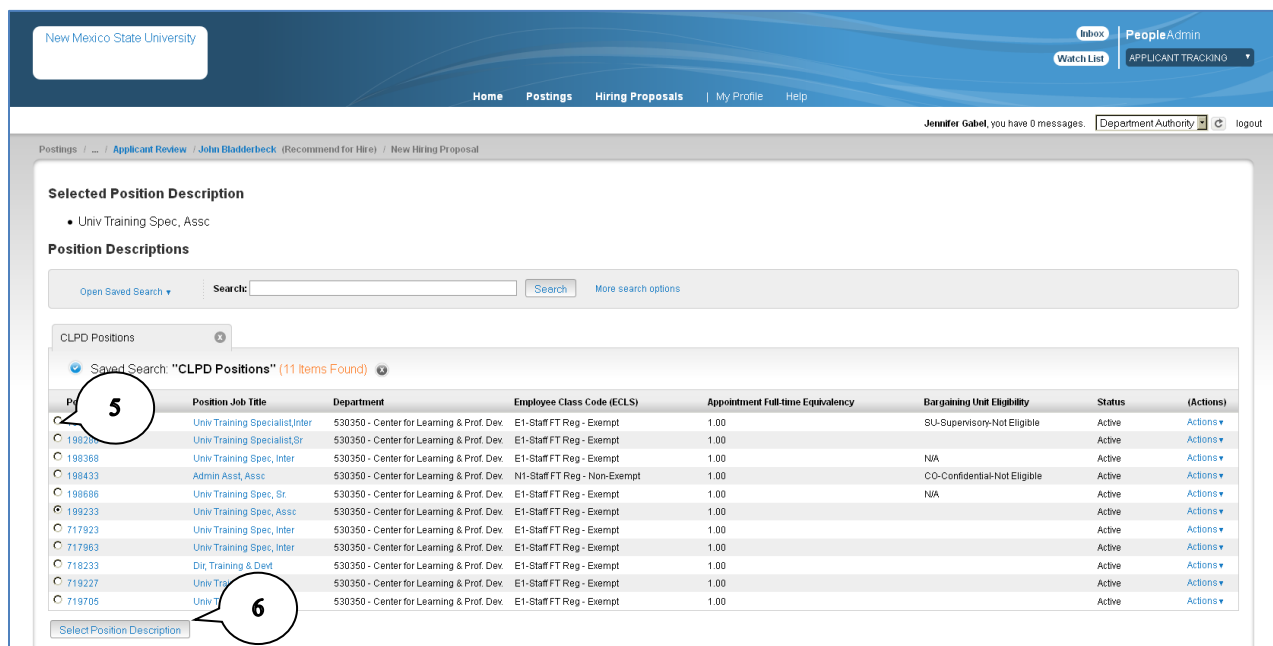 New Mexico State University
Inbox PeopleAdmin
Watch List APPLICANT TRACKING
Home Postings Hiring Proposals | My Profile Help
Jennifer Gabel, you have 0 messages. Department Authority logout
Postings / ... / Applicant Review / John Bladderbeck (Recommend for Hire) / New Hiring Proposal
Selected Position Description
• Univ Training Spec, Assc
Position Descriptions
Open Saved Search Search: Search More search options
CLPD Positions
Saved Search: "CLPD Positions" (11 Items Found)
Position Job Title Department Employee Class Code (ECLS) Appointment Full-time Equivalency Bargaining Unit Eligibility Status (Actions)
5
Univ Training Specialist,Inter 530350 - Center for Learning & Prof. Dev. E1-Staff FT Reg - Exempt 1.00 SU-Supervisory-Not Eligible Active Actions
Univ Training Specialist,Sr 530350 - Center for Learning & Prof. Dev. E1-Staff FT Reg - Exempt 1.00 Active Actions
198368 Univ Training Spec, Inter 530350 - Center for Learning & Prof. Dev. E1-Staff FT Reg - Exempt 1.00 N/A Active Actions
198433 Admin Asst, Assc 530350 - Center for Learning & Prof. Dev. N1-Staff FT Reg - Non-Exempt 1.00 CO-Confidential-Not Eligible Active Actions
198686 Univ Training Spec, Sr. 530350 - Center for Learning & Prof. Dev. E1-Staff FT Reg - Exempt 1.00 N/A Active Actions
199233 Univ Training Spec, Assc 530350 - Center for Learning & Prof. Dev. E1-Staff FT Reg - Exempt 1.00 Active Actions
717923 Univ Training Spec, Inter 530350 - Center for Learning & Prof. Dev. E1-Staff FT Reg - Exempt 1.00 Active Actions
717963 Univ Training Spec, Inter 530350 - Center for Learning & Prof. Dev. E1-Staff FT Reg - Exempt 1.00 Active Actions
718233 Dir, Training & Devt 530350 - Center for Learning & Prof. Dev. E1-Staff FT Reg - Exempt 1.00 Active Actions
719227 Univ 530350 - Center for Learning & Prof. Dev. E1-Staff FT Reg - Exempt 1.00 Active Actions
719705 Univ 530350 - Center for Learning & Prof. Dev. E1-Staff FT Reg - Exempt 1.00 Active Actions
6
Select Position Description